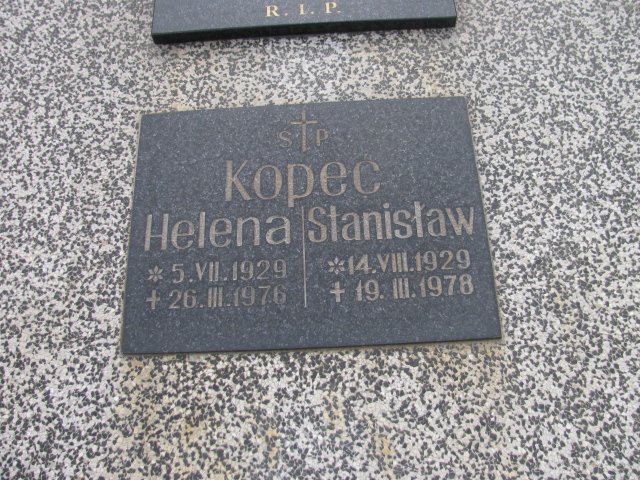 R. I. P.
S P
Kopec
Helena Stanisław
* 5.VII.1929 * 14.VIII.1929
+ 26.III.1976 + 19.III.1978